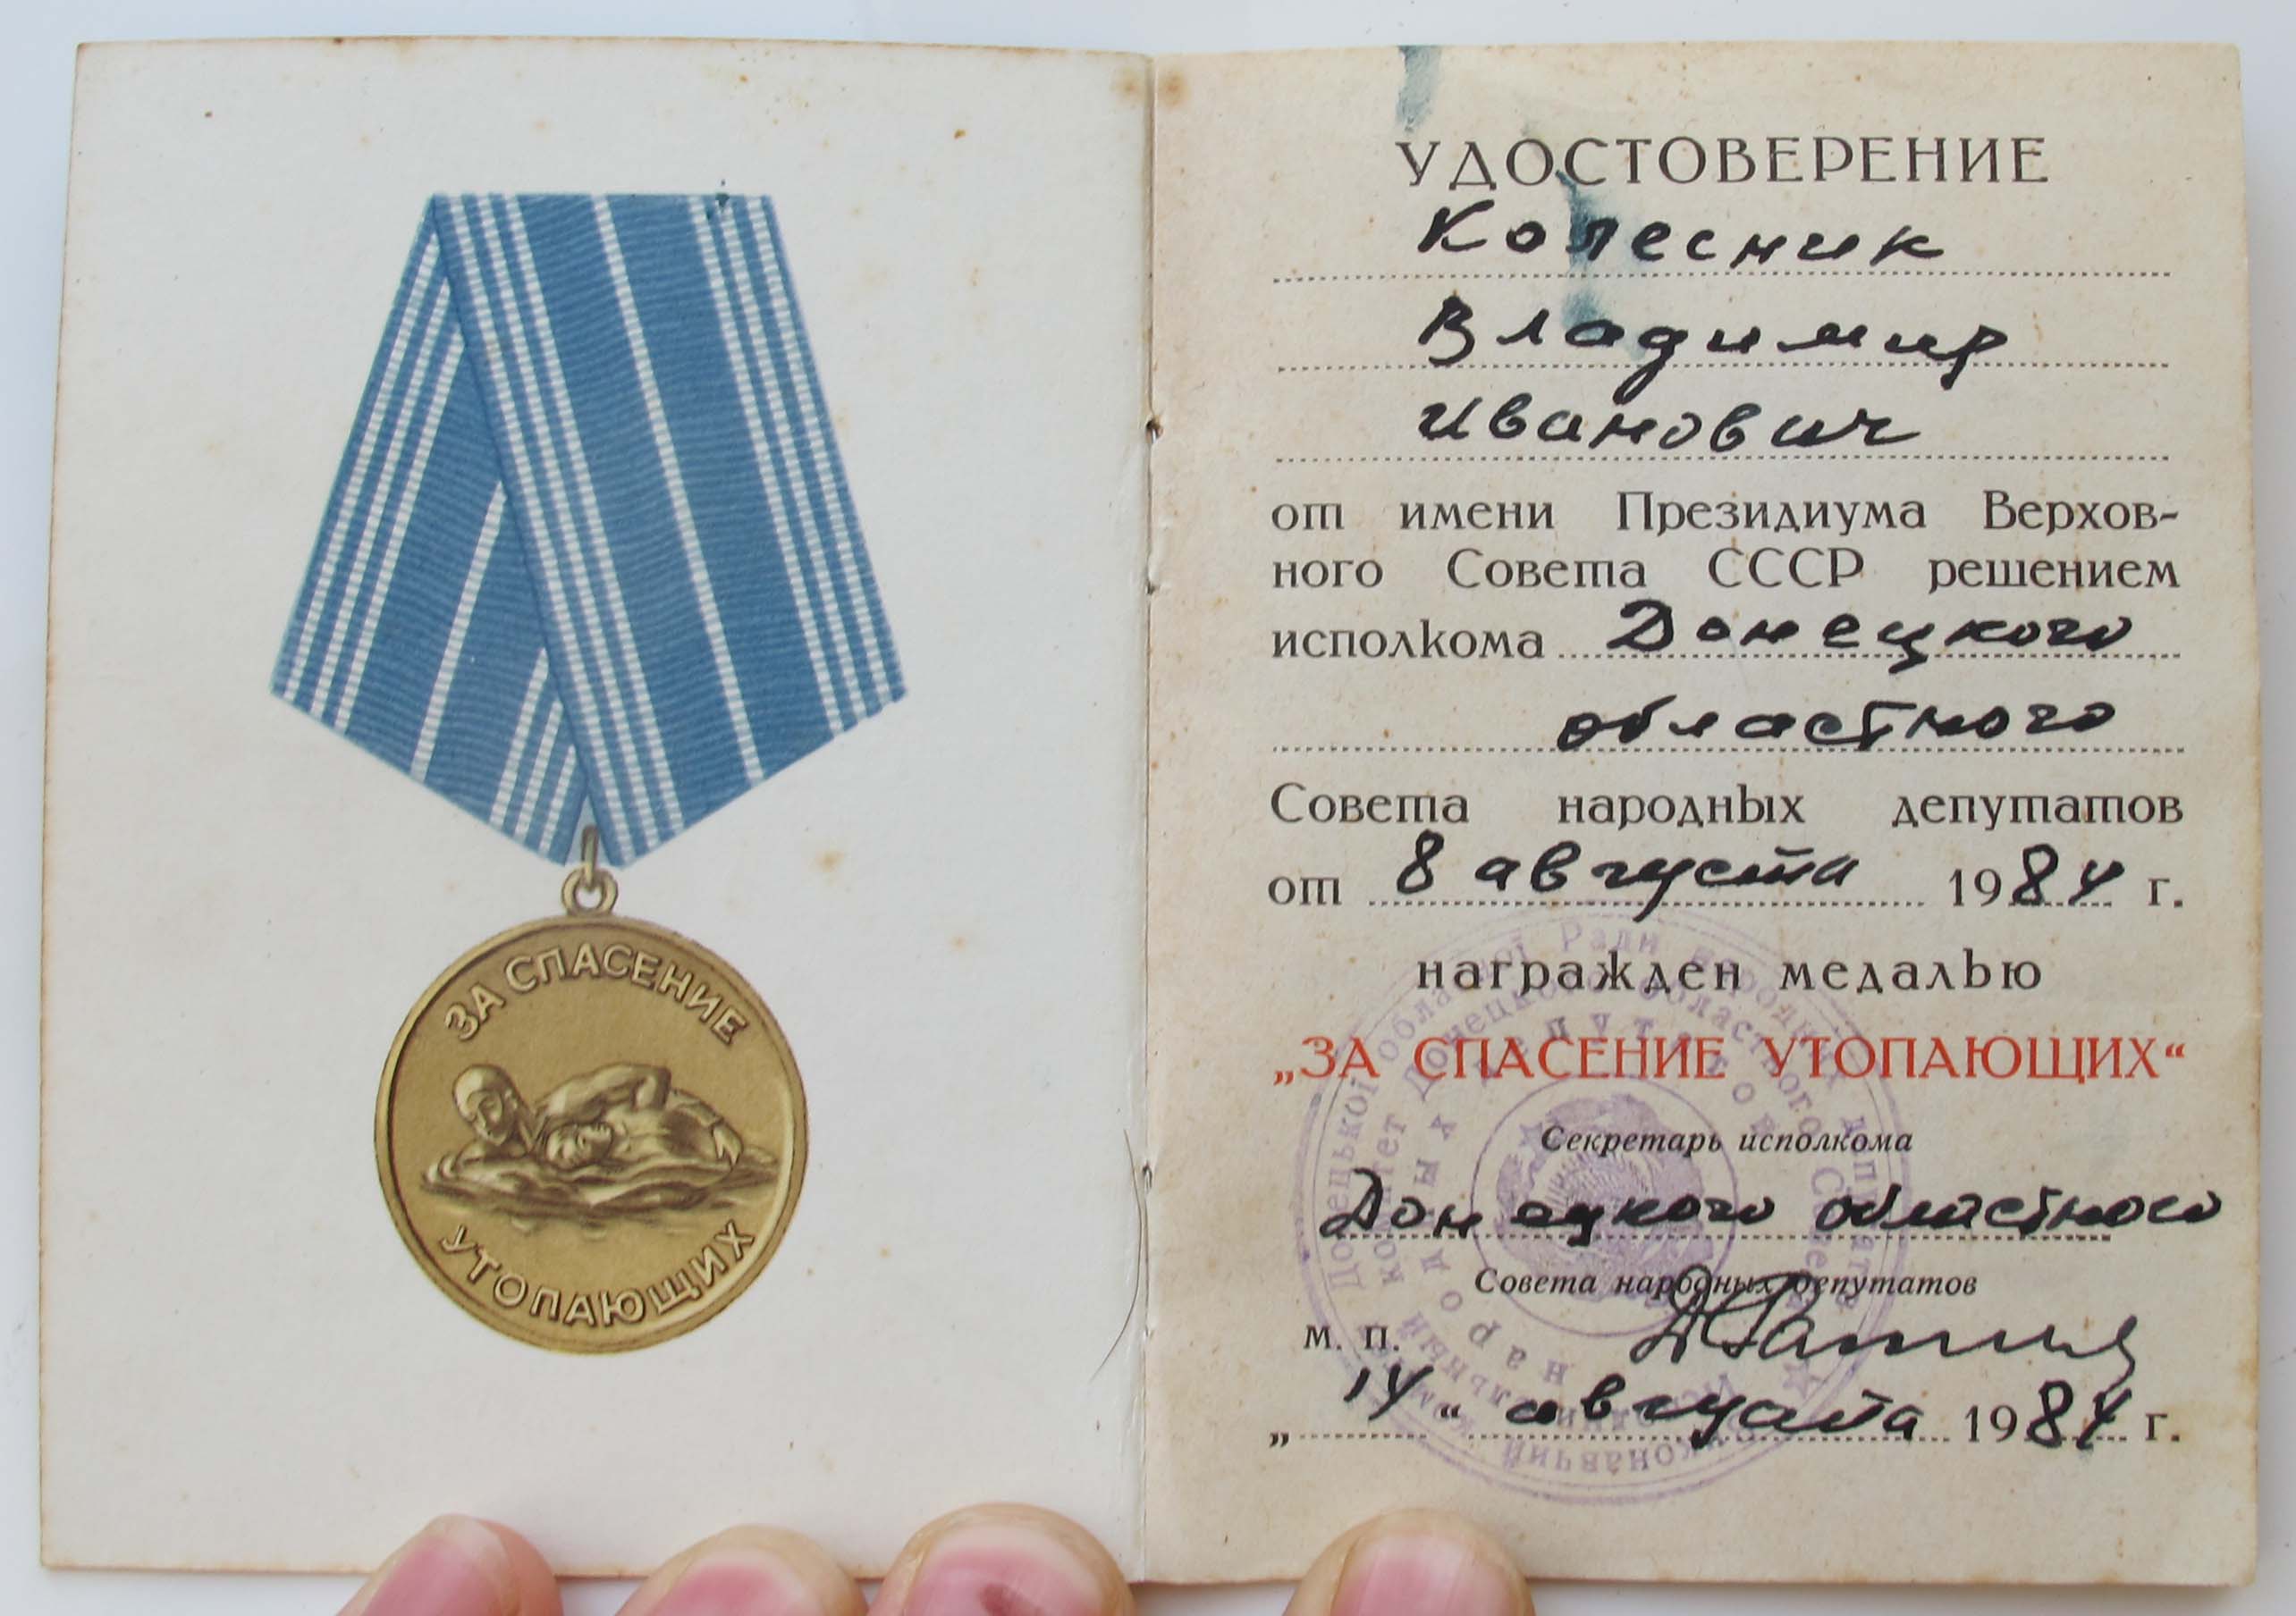 ЗА СПАСЕНИЕ
УТОПАЮЩИХ
УДОСТОВЕРЕНИЕ
Колесник
Владимир
Иванович
от имени Президиума Верхов-
ного Совета СССР решением
исполкома Донецкого
областного
Совета народных депутатов
от 8 августа 1984 г.
награжден медалью
„ЗА СПАСЕНИЕ УТОПАЮЩИХ“
Секретарь исполкома
Донецкого областного
Совета народных депутатов
М. П.
„14“ августа 1984 г.